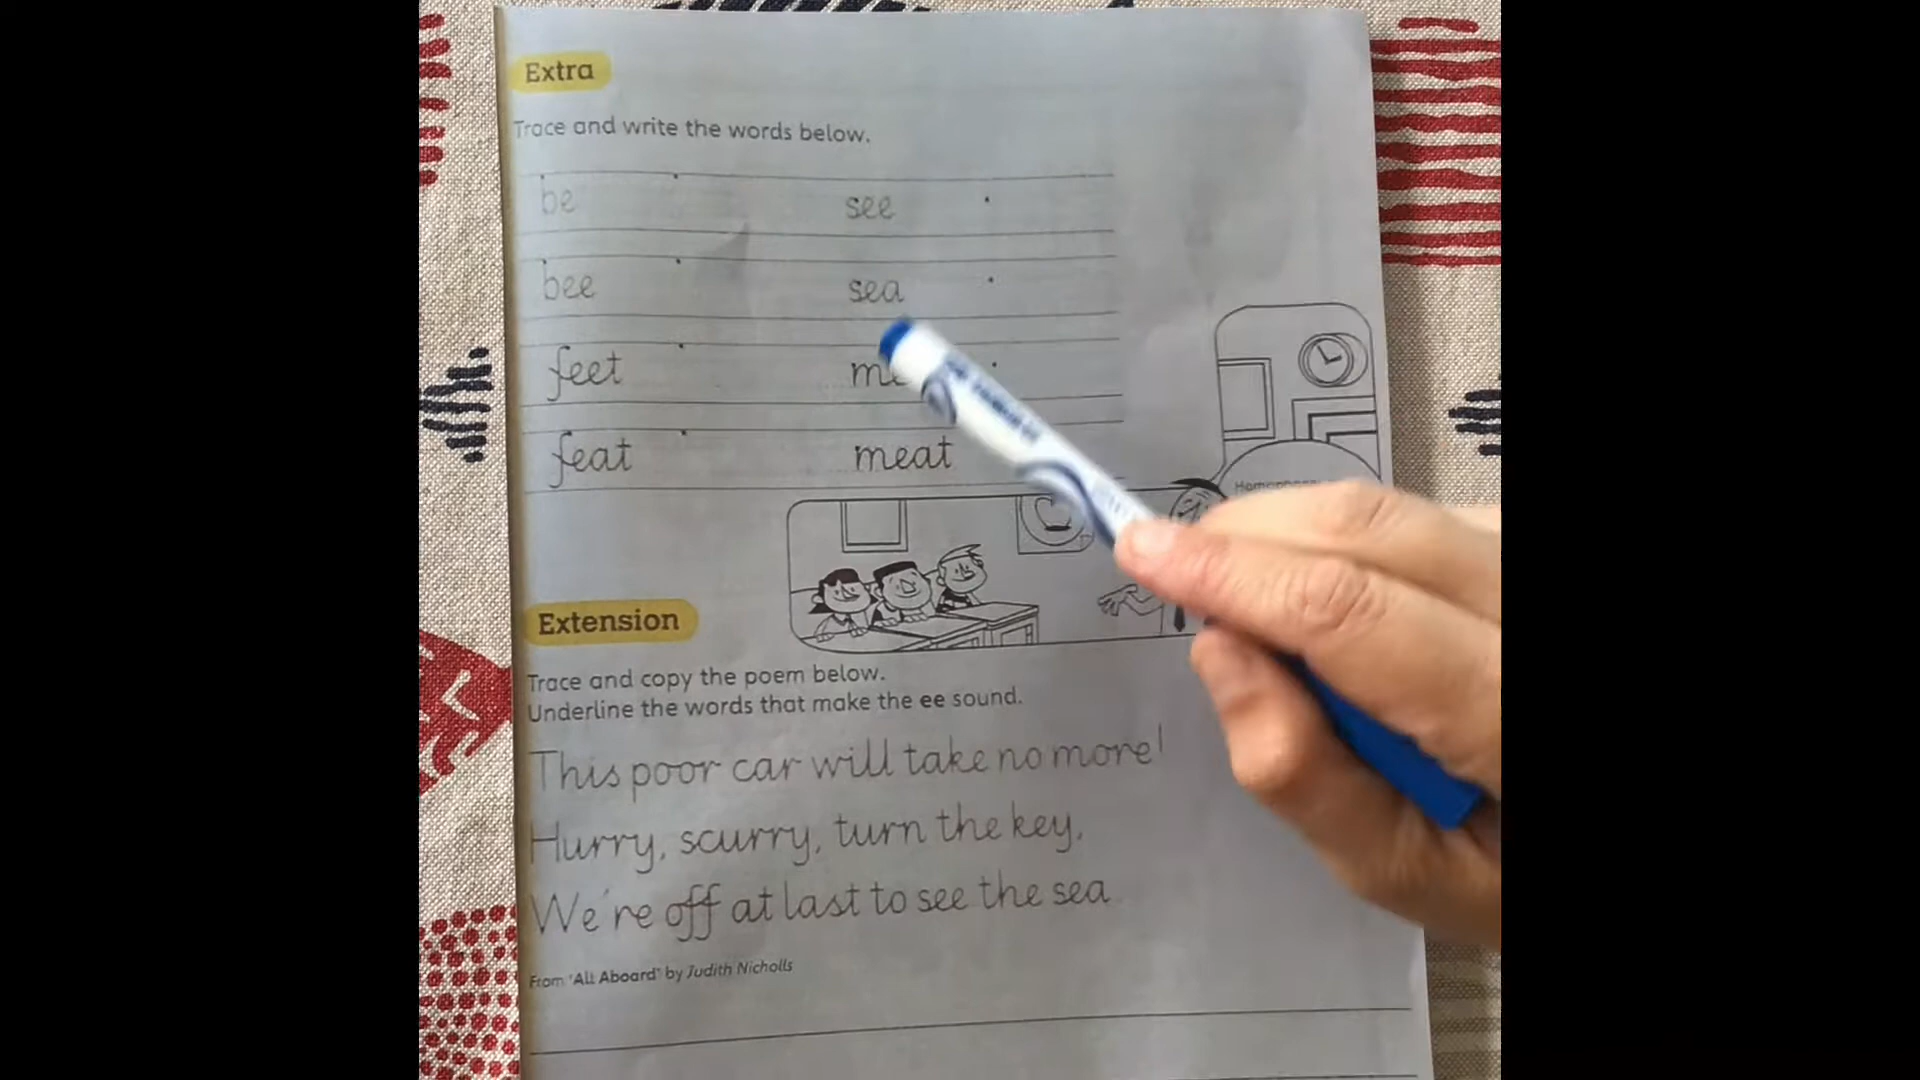 Extra
Trace and write the words below.
be see
bee sea
feet
feat meat
Extension
Trace and copy the poem below.
Underline the words that make the ee sound.
This poor car will take no more!
Hurry, scurry, turn the key,
We're off at last to see the sea
From 'All Aboard' by Judith Nicholls